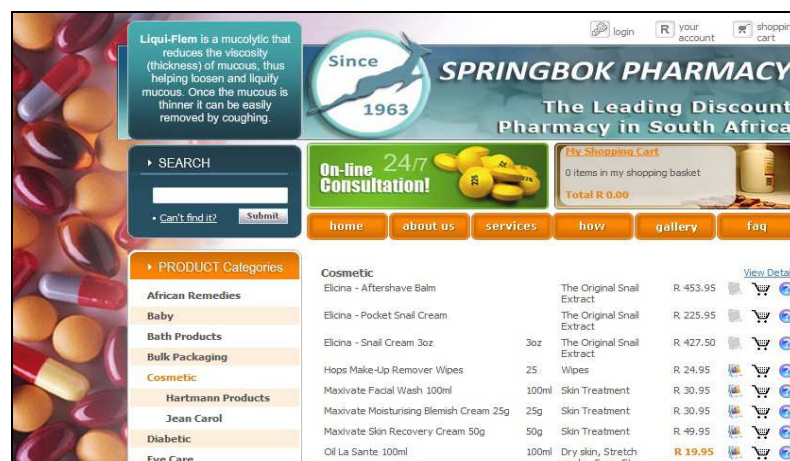 Liqui-Flem is a mucolytic that
reduces the viscosity
(thickness) of mucous, thus
helping loosen and liquify
mucous. Once the mucous is
thinner it can be easily
removed by coughing.
login
R your
account
shoppin
cart
Since
1963
SPRINGBOK PHARMACY
The Leading Discount
Pharmacy in South Africa
SEARCH
Can't find it? Submit
On-line 24/7
Consultation!
My Shopping Cart
0 items in my shopping basket
Total R 0.00
home about us services how gallery faq
PRODUCT Categories
African Remedies
Baby
Bath Products
Bulk Packaging
Cosmetic
Hartmann Products
Jean Carol
Diabetic
Eye Care
Cosmetic View Detai
Elicina - Aftershave Balm The Original Snail R 453.95
Extract
Elicina - Pocket Snail Cream The Original Snail R 225.95
Extract
Elicina - Snail Cream 3oz 3oz The Original Snail R 427.50
Extract
Hops Make-Up Remover Wipes 25 Wipes R 24.95
Maxivate Facial Wash 100ml 100ml Skin Treatment R 30.95
Maxivate Moisturising Blemish Cream 25g 25g Skin Treatment R 30.95
Maxivate Skin Recovery Cream 50g 50g Skin Treatment R 49.95
Oil La Sante 100ml 100ml Dry skin, Stretch R 19.95